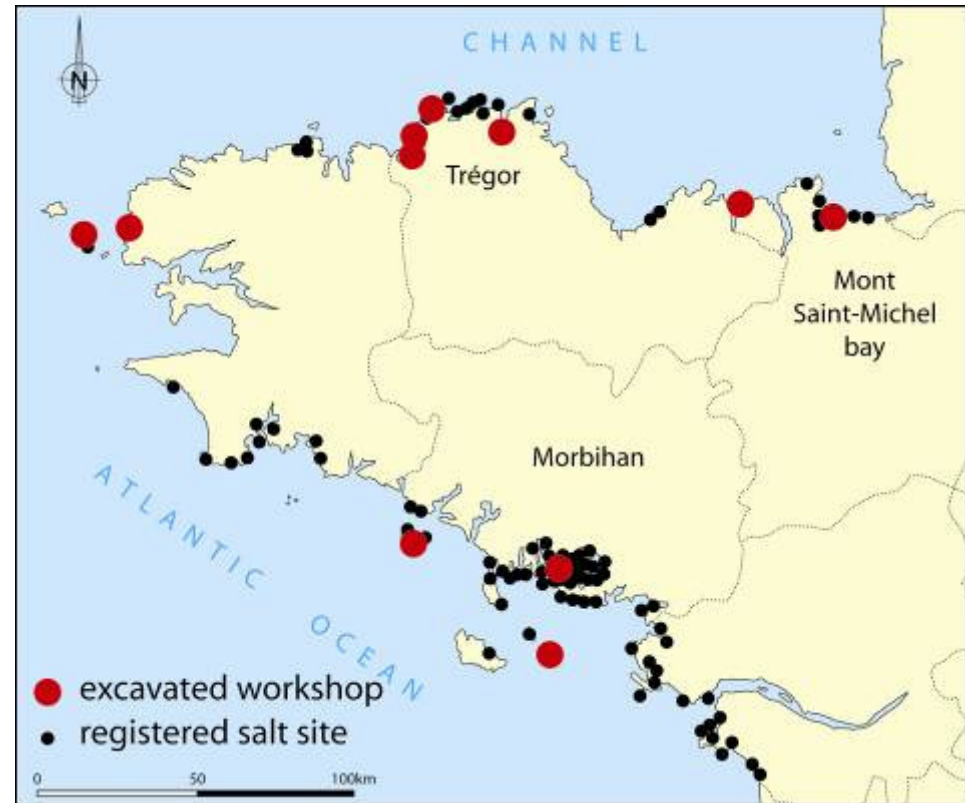 CHANNEL
N
Trégor
Mont
Saint-Michel
bay
Morbihan
ATLANTIC OCEAN
excavated workshop
registered salt site
0 50 100km